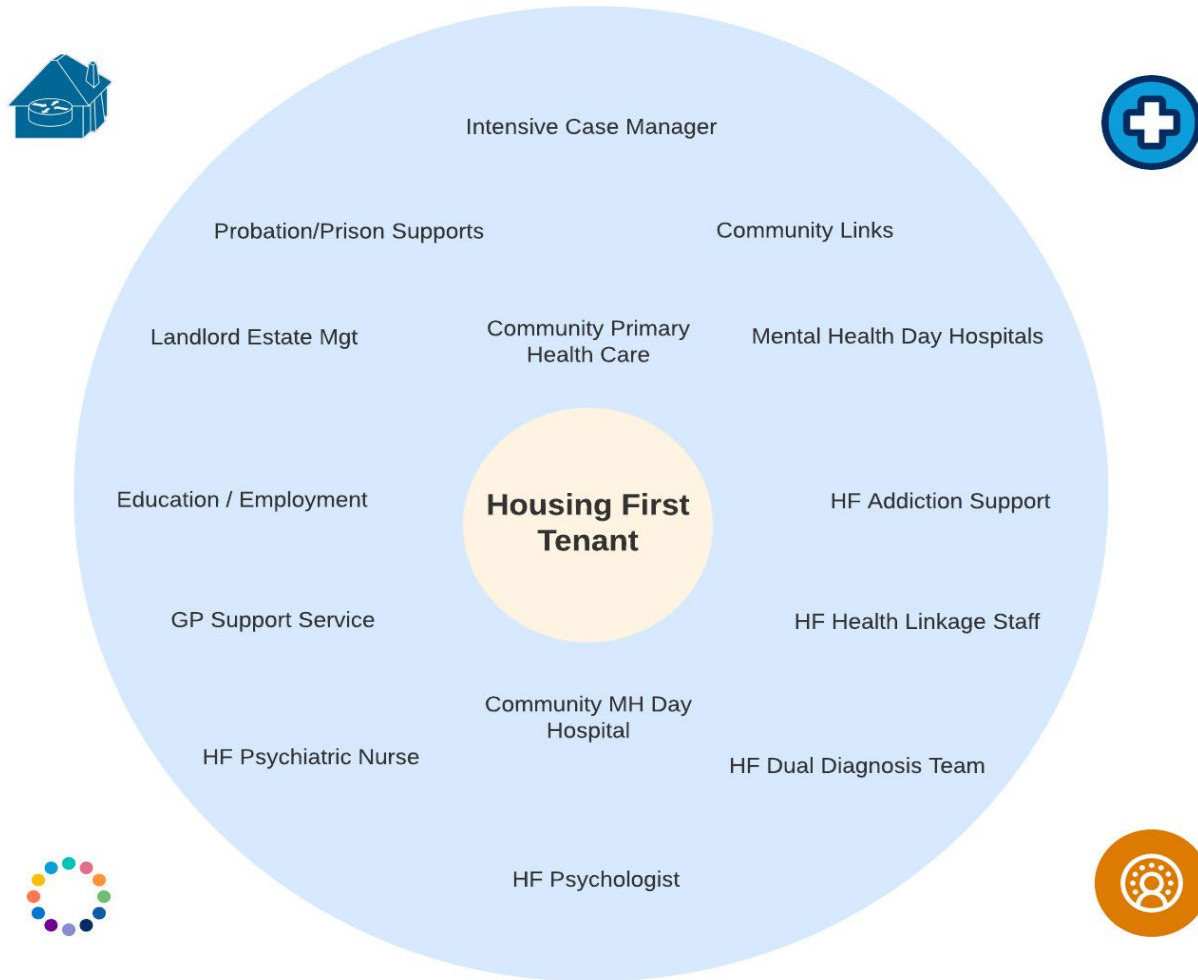 Intensive Case Manager
Probation/Prison Supports
Community Links
Landlord Estate Mgt
Community Primary
Health Care
Mental Health Day Hospitals
Education / Employment
Housing First
Tenant
HF Addiction Support
GP Support Service
HF Health Linkage Staff
Community MH Day
Hospital
HF Psychiatric Nurse
HF Dual Diagnosis Team
HF Psychologist